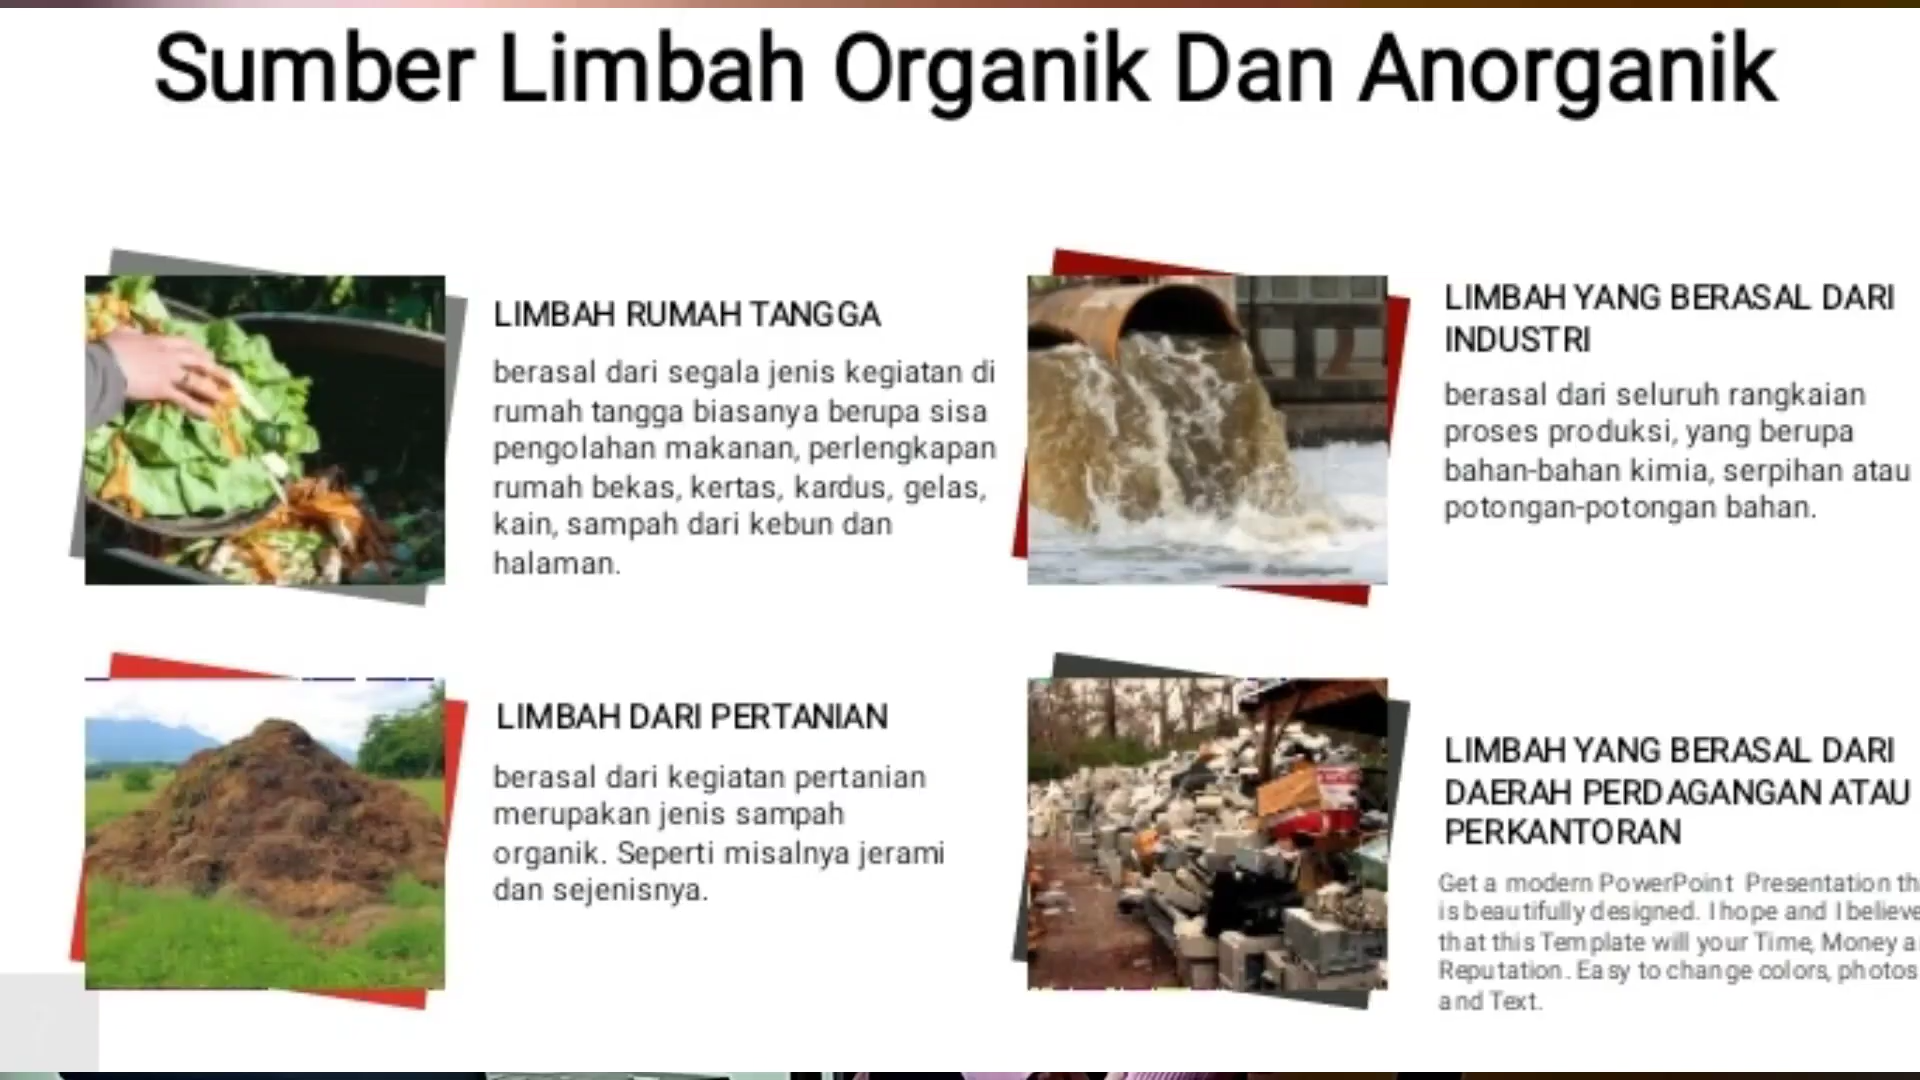 Sumber Limbah Organik Dan Anorganik
LIMBAH RUMAH TANGGA
berasal dari segala jenis kegiatan di
rumah tangga biasanya berupa sisa
pengolahan makanan, perlengkapan
rumah bekas, kertas, kardus, gelas,
kain, sampah dari kebun dan
halaman.
LIMBAH YANG BERASAL DARI
INDUSTRI
berasal dari seluruh rangkaian
proses produksi, yang berupa
bahan-bahan kimia, serpihan atau
potongan-potongan bahan.
LIMBAH DARI PERTANIAN
berasal dari kegiatan pertanian
merupakan jenis sampah
organik. Seperti misalnya jerami
dan sejenisnya.
LIMBAH YANG BERASAL DARI
DAERAH PERDAGANGAN ATAU
PERKANTORAN
Get a modern PowerPoint Presentation
is beautifully designed. I hope and I believe
that this Template will your Time, Money
Reputation. Easy to change colors, photos
and Text.